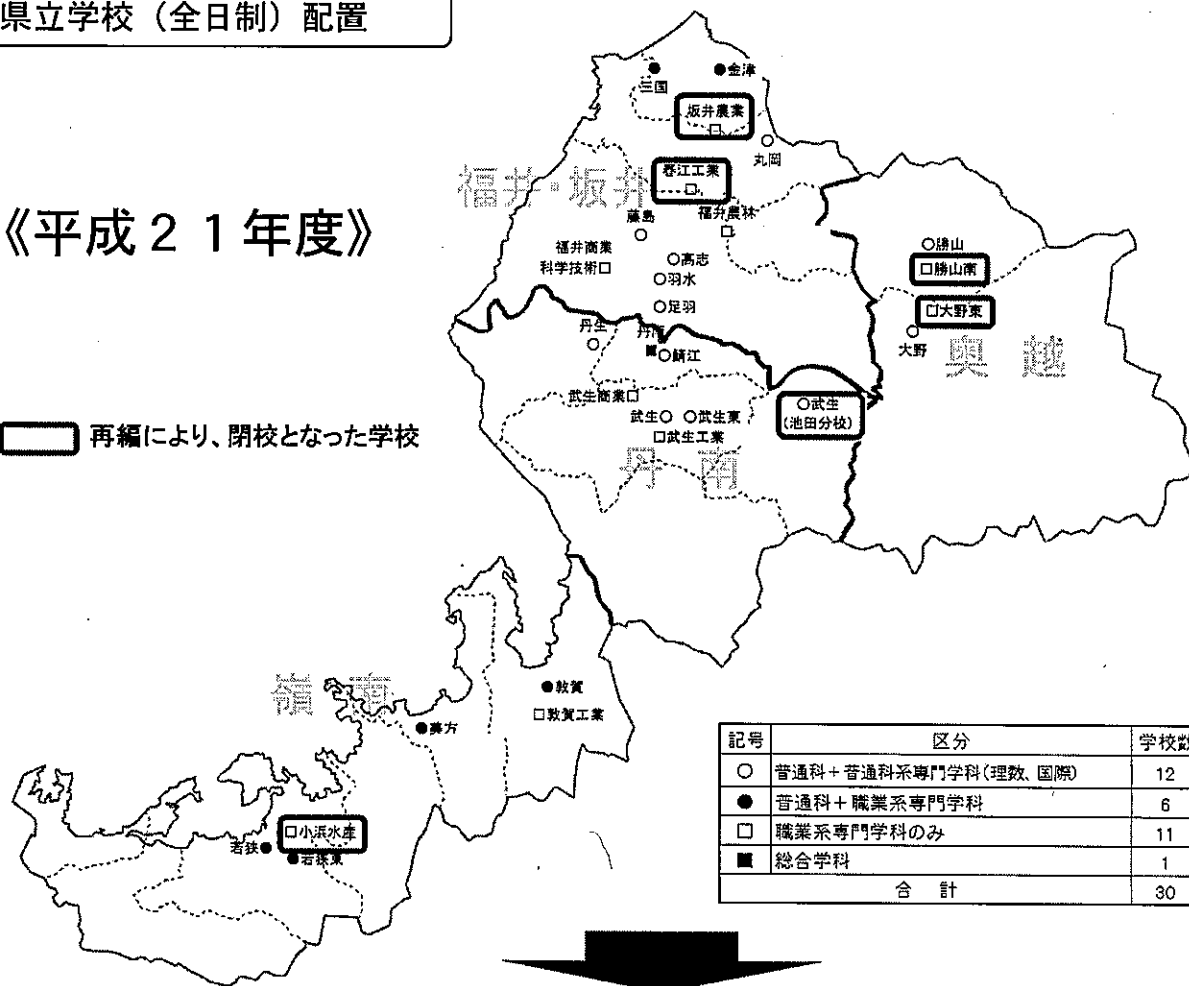 県立学校（全日制）配置
《平成２１年度》
再編により、閉校となった学校
福井・坂井
三国
金津
坂井農業
丸岡
春江工業
藤島
福井農林
福井商業
科学技術
高志
羽水
足羽
奥越
勝山
勝山南
大野東
大野
丹南
丹生
鯖江
武生商業
武生
武生東
武生工業
武生
(池田分校)
嶺南
敦賀
敦賀工業
美方
小浜水産
若狭
若狭東
記号 区分 学校数
○ 普通科＋普通科系専門学科(理数、国際) 12
● 普通科＋職業系専門学科 6
□ 職業系専門学科のみ 11
■ 総合学科 1
合計 30